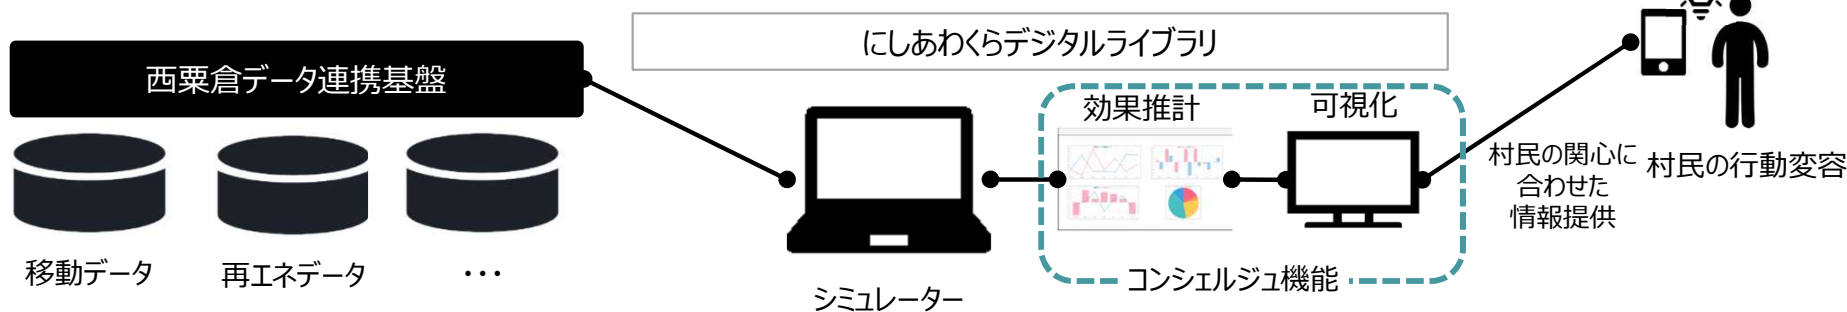 にしあわくらデジタルライブラリ
西粟倉データ連携基盤
移動データ
再エネデータ
・・・
シミュレーター
効果推計
可視化
コンシェルジュ機能
村民の関心に
合わせた
情報提供
村民の行動変容